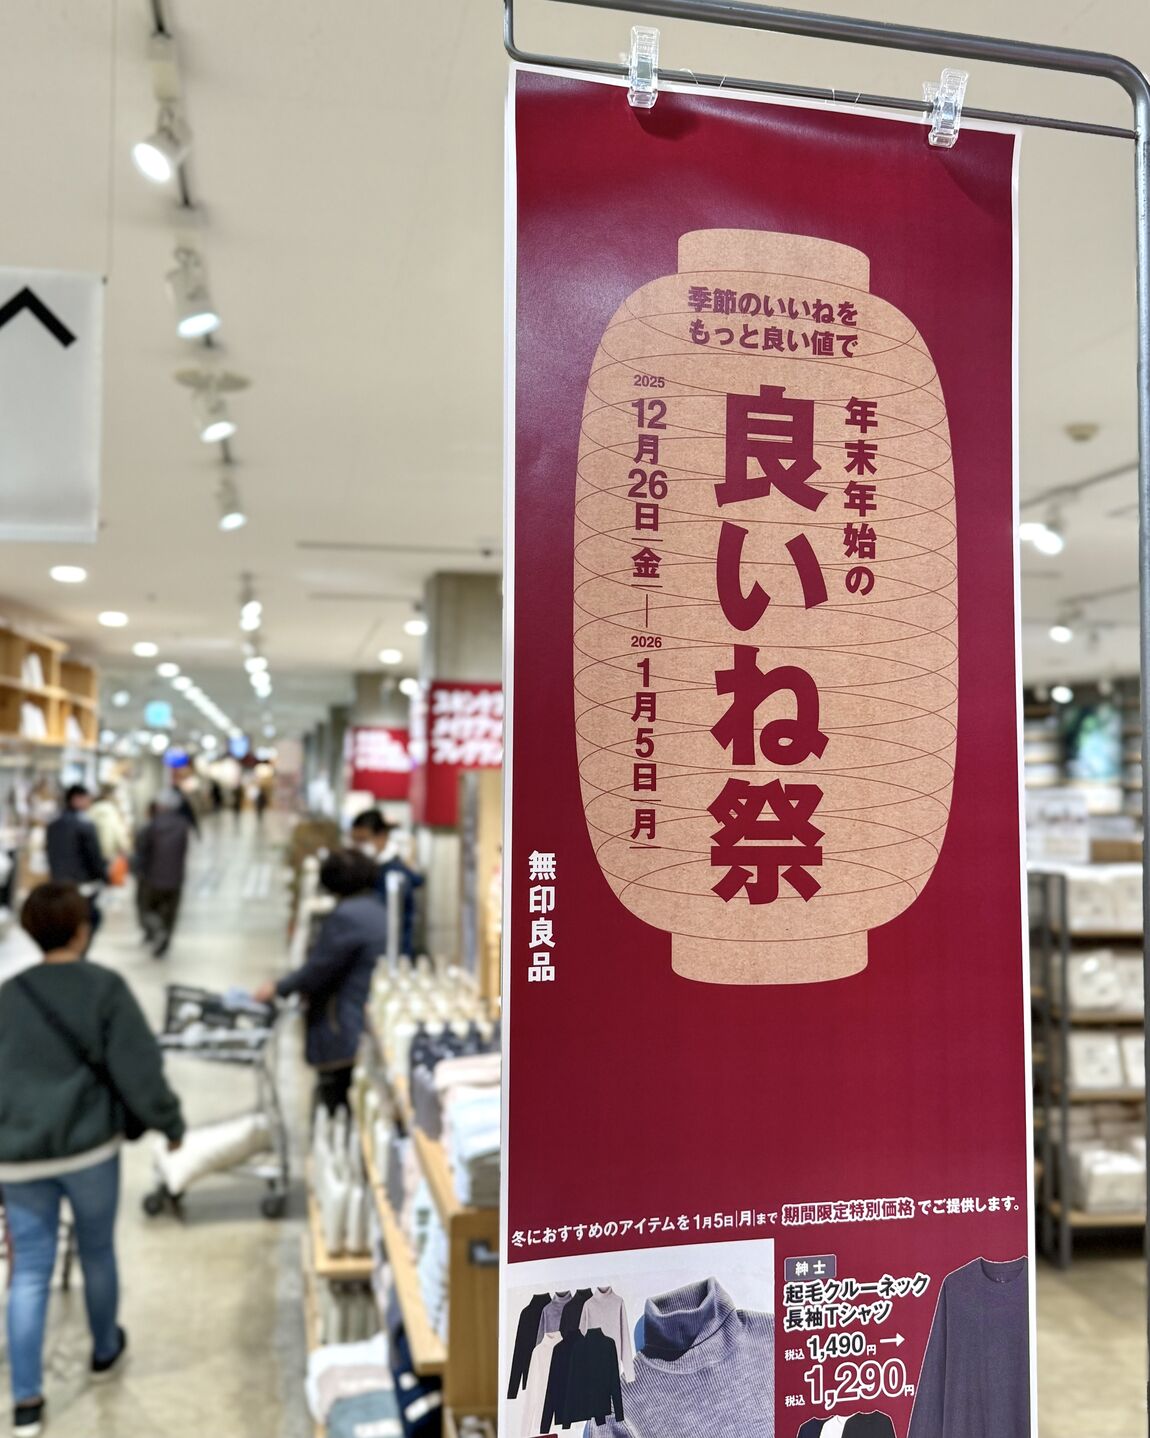 季節のいいねを
もっと良い値で
年末年始の
良いね祭
2025
12月26日|金|
2026
1月5日|月|
無印良品
冬におすすめのアイテムを1月5日|月|まで 期間限定特別価格 でご提供します。
紳士
起毛クルーネック
長袖Tシャツ
税込1,490円→
税込1,290円